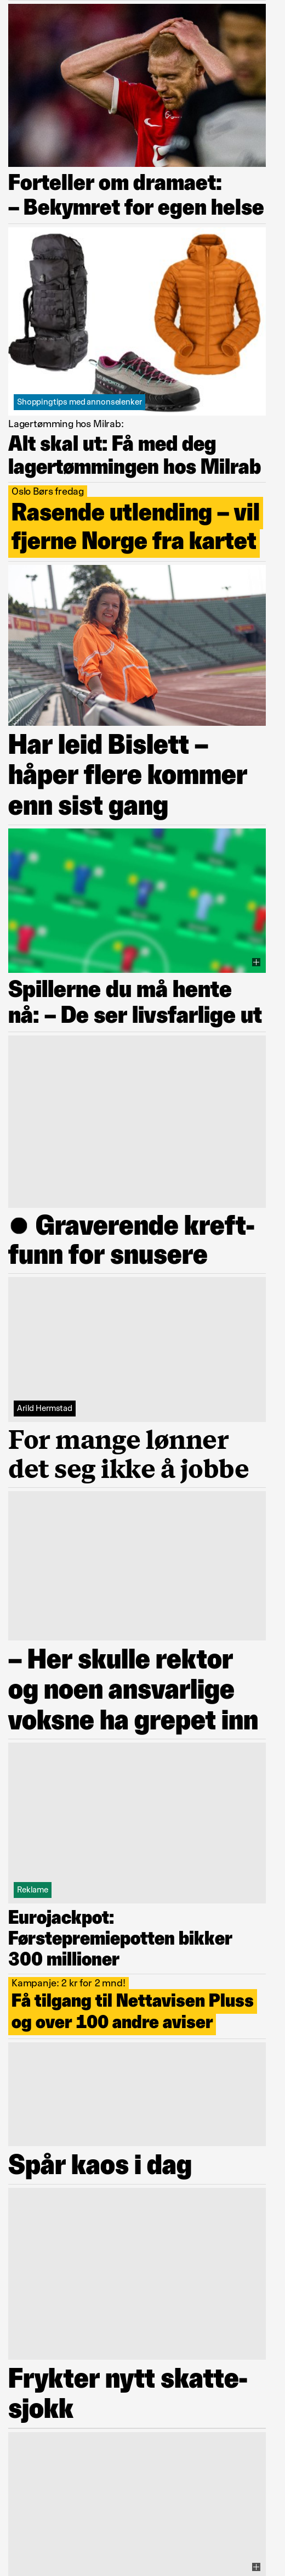 Forteller om dramaet:
– Bekymret for egen helse
Shoppingtips med annonselenker
Lagertømming hos Milrab:
Alt skal ut: Få med deg
lagertømmingen hos Milrab
Oslo Børs fredag
Rasende utlending – vil
fjerne Norge fra kartet
Har leid Bislett –
håper flere kommer
enn sist gang
Spillerne du må hente
nå: – De ser livsfarlige ut
● Graverende kreft-
funn for snusere
Arild Hermstad
For mange lønner
det seg ikke å jobbe
– Her skulle rektor
og noen ansvarlige
voksne ha grepet inn
Reklame
Eurojackpot:
Førstepremiepotten bikker
300 millioner
Kampanje: 2 kr for 2 mnd!
Få tilgang til Nettavisen Pluss
og over 100 andre aviser
Spår kaos i dag
Frykter nytt skatte-
sjokk